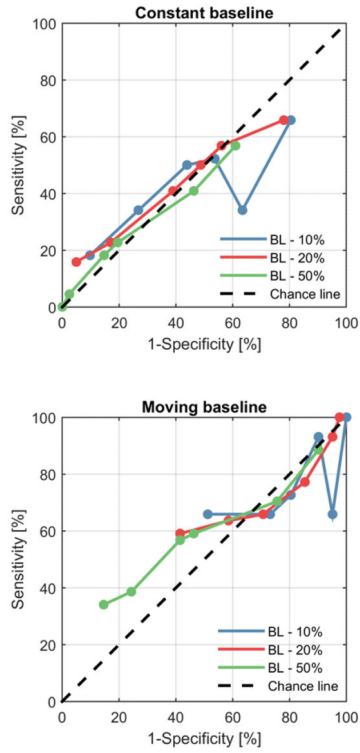 Constant baseline
100
80
60
40
20
0
Sensitivity [%]
BL - 10%
BL - 20%
BL - 50%
Chance line
0 20 40 60 80 100
1-Specificity [%]
Moving baseline
100
80
60
40
20
0
Sensitivity [%]
BL - 10%
BL - 20%
BL - 50%
Chance line
0 20 40 60 80 100
1-Specificity [%]